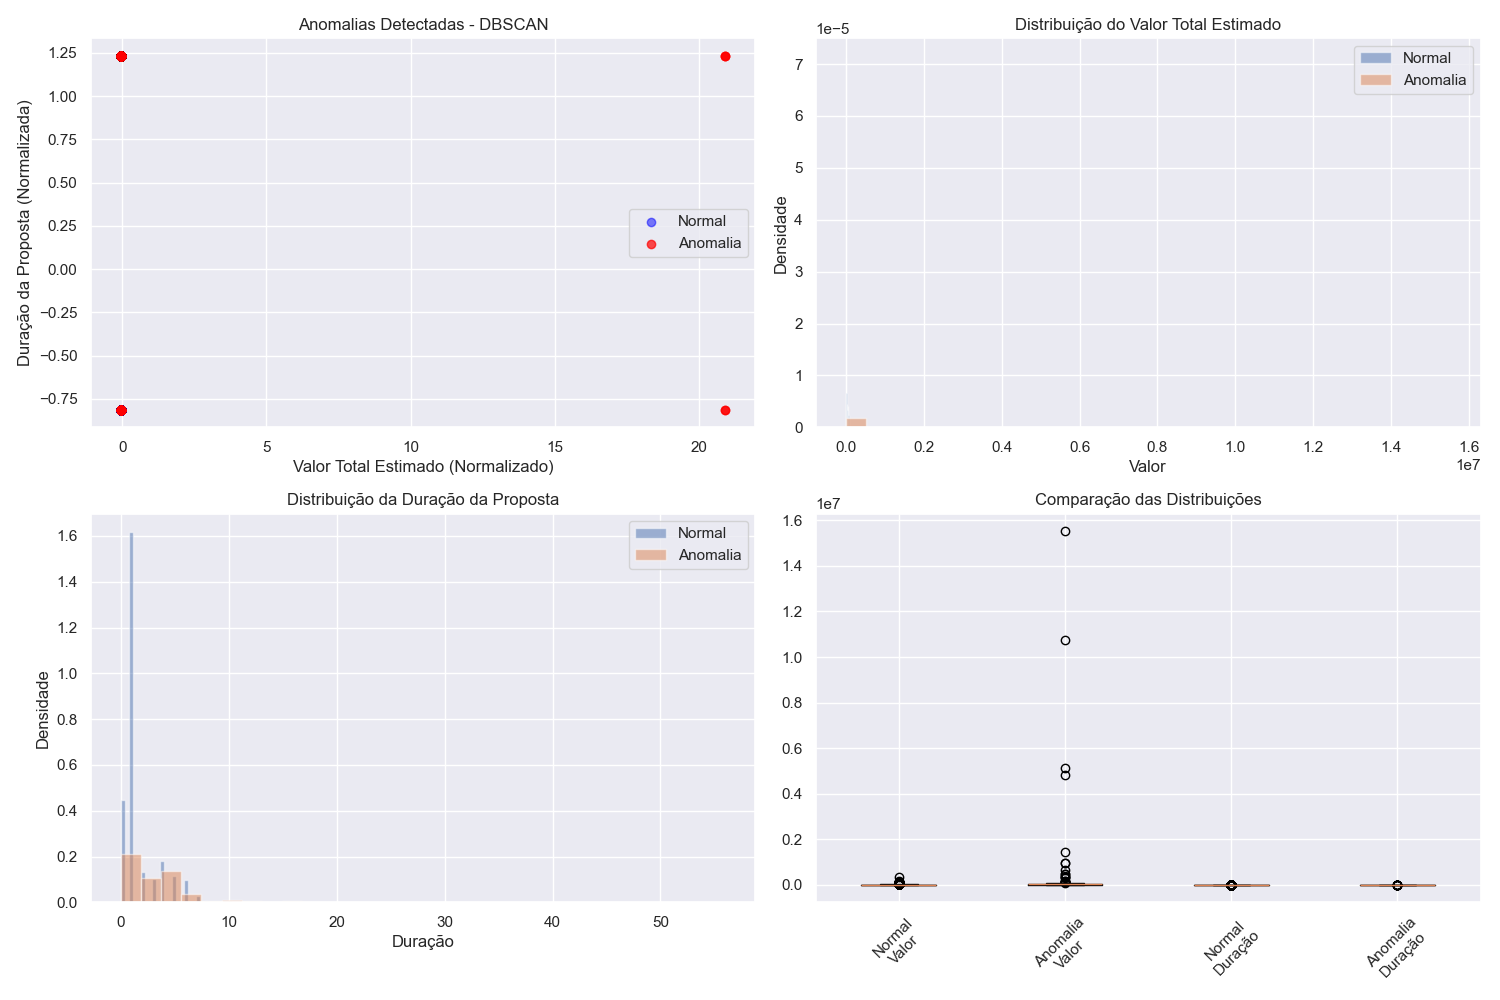 Anomalias Detectadas - DBSCAN
Duração da Proposta (Normalizada)
1.25
1.00
0.75
0.50
0.25
0.00
−0.25
−0.50
−0.75
Normal
Anomalia
0
5
10
15
20
Valor Total Estimado (Normalizado)
Distribuição do Valor Total Estimado
1e−5
Densidade
7
6
5
4
3
2
1
0
Normal
Anomalia
0.0
0.2
0.4
0.6
0.8
1.0
1.2
1.4
1.6
1e7
Valor
Distribuição da Duração da Proposta
Densidade
1.6
1.4
1.2
1.0
0.8
0.6
0.4
0.2
0.0
Normal
Anomalia
0
10
20
30
40
50
Duração
Comparação das Distribuições
1e7
1.6
1.4
1.2
1.0
0.8
0.6
0.4
0.2
0.0
Normal
Valor
Anomalia
Valor
Normal
Duração
Anomalia
Duração